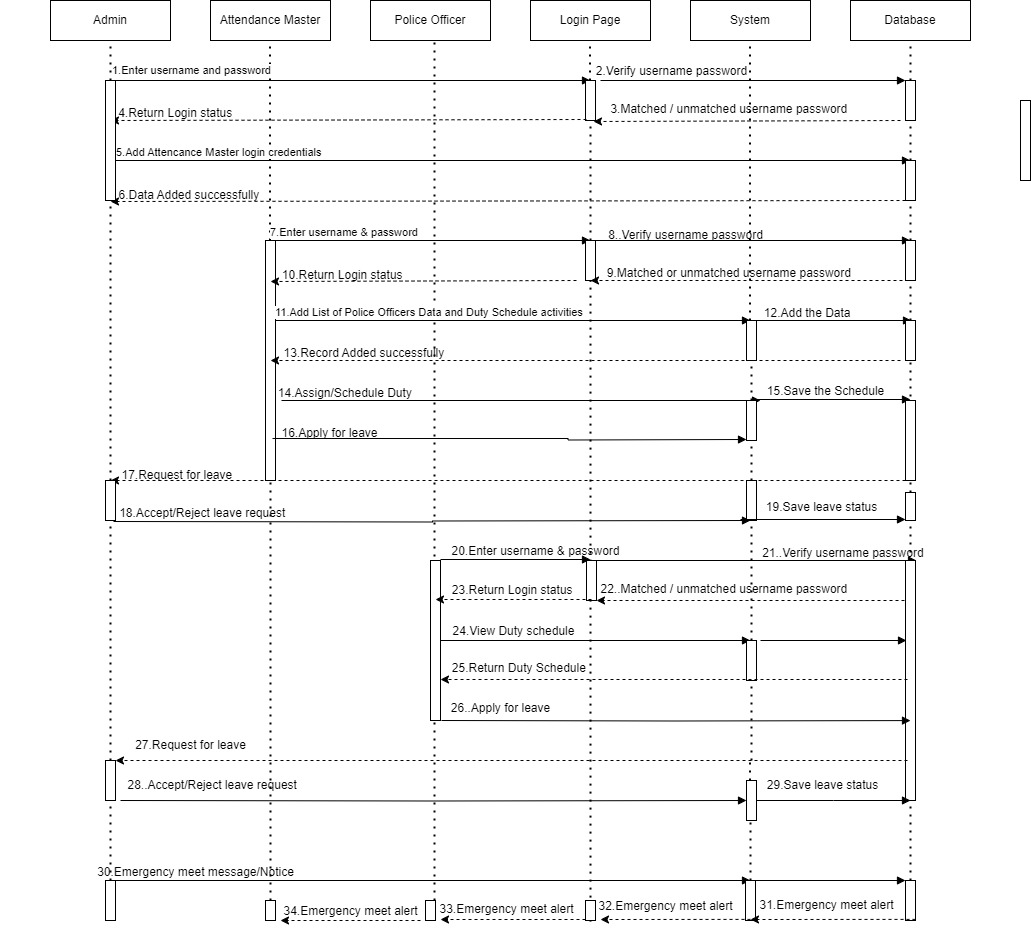 Admin
Attendance Master
Police Officer
Login Page
System
Database
1.Enter username and password
2.Verify username password
4.Return Login status
3.Matched / unmatched username password
5.Add Attencance Master login credentials
6.Data Added successfully
7.Enter username & password
8..Verify username password
10.Return Login status
9.Matched or unmatched username password
11.Add List of Police Officers Data and Duty Schedule activities
12.Add the Data
13.Record Added successfully
14.Assign/Schedule Duty
15.Save the Schedule
16.Apply for leave
17.Request for leave
18.Accept/Reject leave request
19.Save leave status
20.Enter username & password
21..Verify username password
23.Return Login status
22..Matched / unmatched username password
24.View Duty schedule
25.Return Duty Schedule
26..Apply for leave
27.Request for leave
28..Accept/Reject leave request
29.Save leave status
30.Emergency meet message/Notice
34.Emergency meet alert
33.Emergency meet alert
32.Emergency meet alert
31.Emergency meet alert